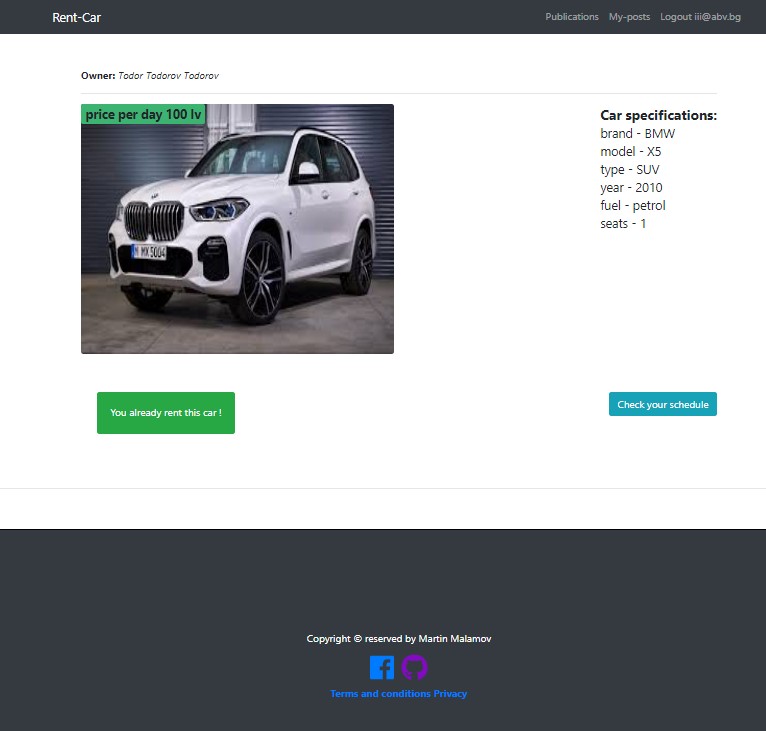 Rent-Car
Publications My-posts Logout iii@abv.bg
Owner: Todor Todorov Todorov
price per day 100 lv
M MX 5004
Car specifications:
brand - BMW
model - X5
type - SUV
year - 2010
fuel - petrol
seats - 1
You already rent this car !
Check your schedule
Copyright © reserved by Martin Malamov
Terms and conditions Privacy